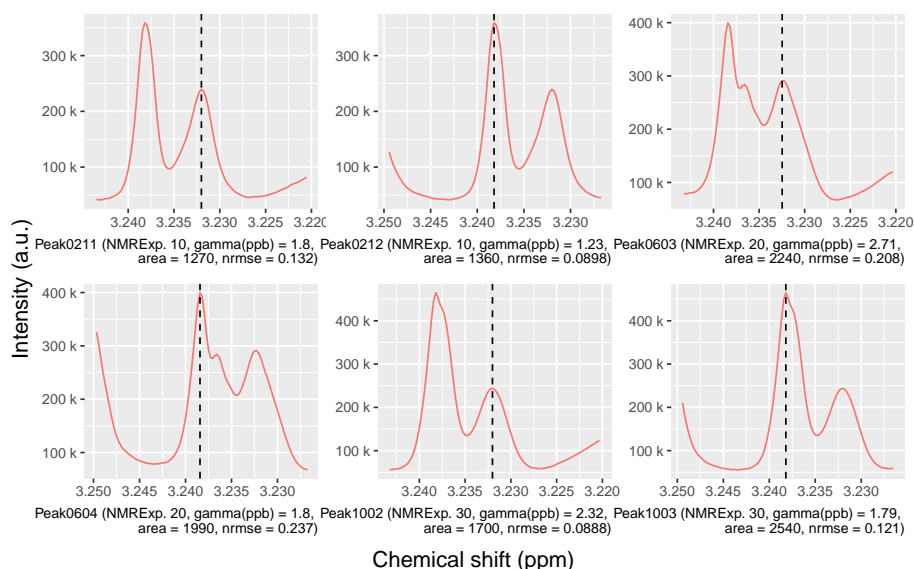 300 k
200 k
100 k
3.240 3.235 3.230 3.225 3.220
Peak0211 (NMRExp. 10, gamma(ppb) = 1.8,
area = 1270, nrmse = 0.132)
300 k
200 k
100 k
3.250 3.245 3.240 3.235 3.230
Peak0212 (NMRExp. 10, gamma(ppb) = 1.23,
area = 1360, nrmse = 0.0898)
400 k
300 k
200 k
100 k
3.240 3.235 3.230 3.225 3.220
Peak0603 (NMRExp. 20, gamma(ppb) = 2.71,
area = 2240, nrmse = 0.208)
Intensity (a.u.)
400 k
300 k
200 k
100 k
3.250 3.245 3.240 3.235 3.230
Peak0604 (NMRExp. 20, gamma(ppb) = 1.8,
area = 1990, nrmse = 0.237)
400 k
300 k
200 k
100 k
3.240 3.235 3.230 3.225 3.220
Peak1002 (NMRExp. 30, gamma(ppb) = 2.32,
area = 1700, nrmse = 0.0888)
400 k
300 k
200 k
100 k
3.250 3.245 3.240 3.235 3.230
Peak1003 (NMRExp. 30, gamma(ppb) = 1.79,
area = 2540, nrmse = 0.121)
Chemical shift (ppm)